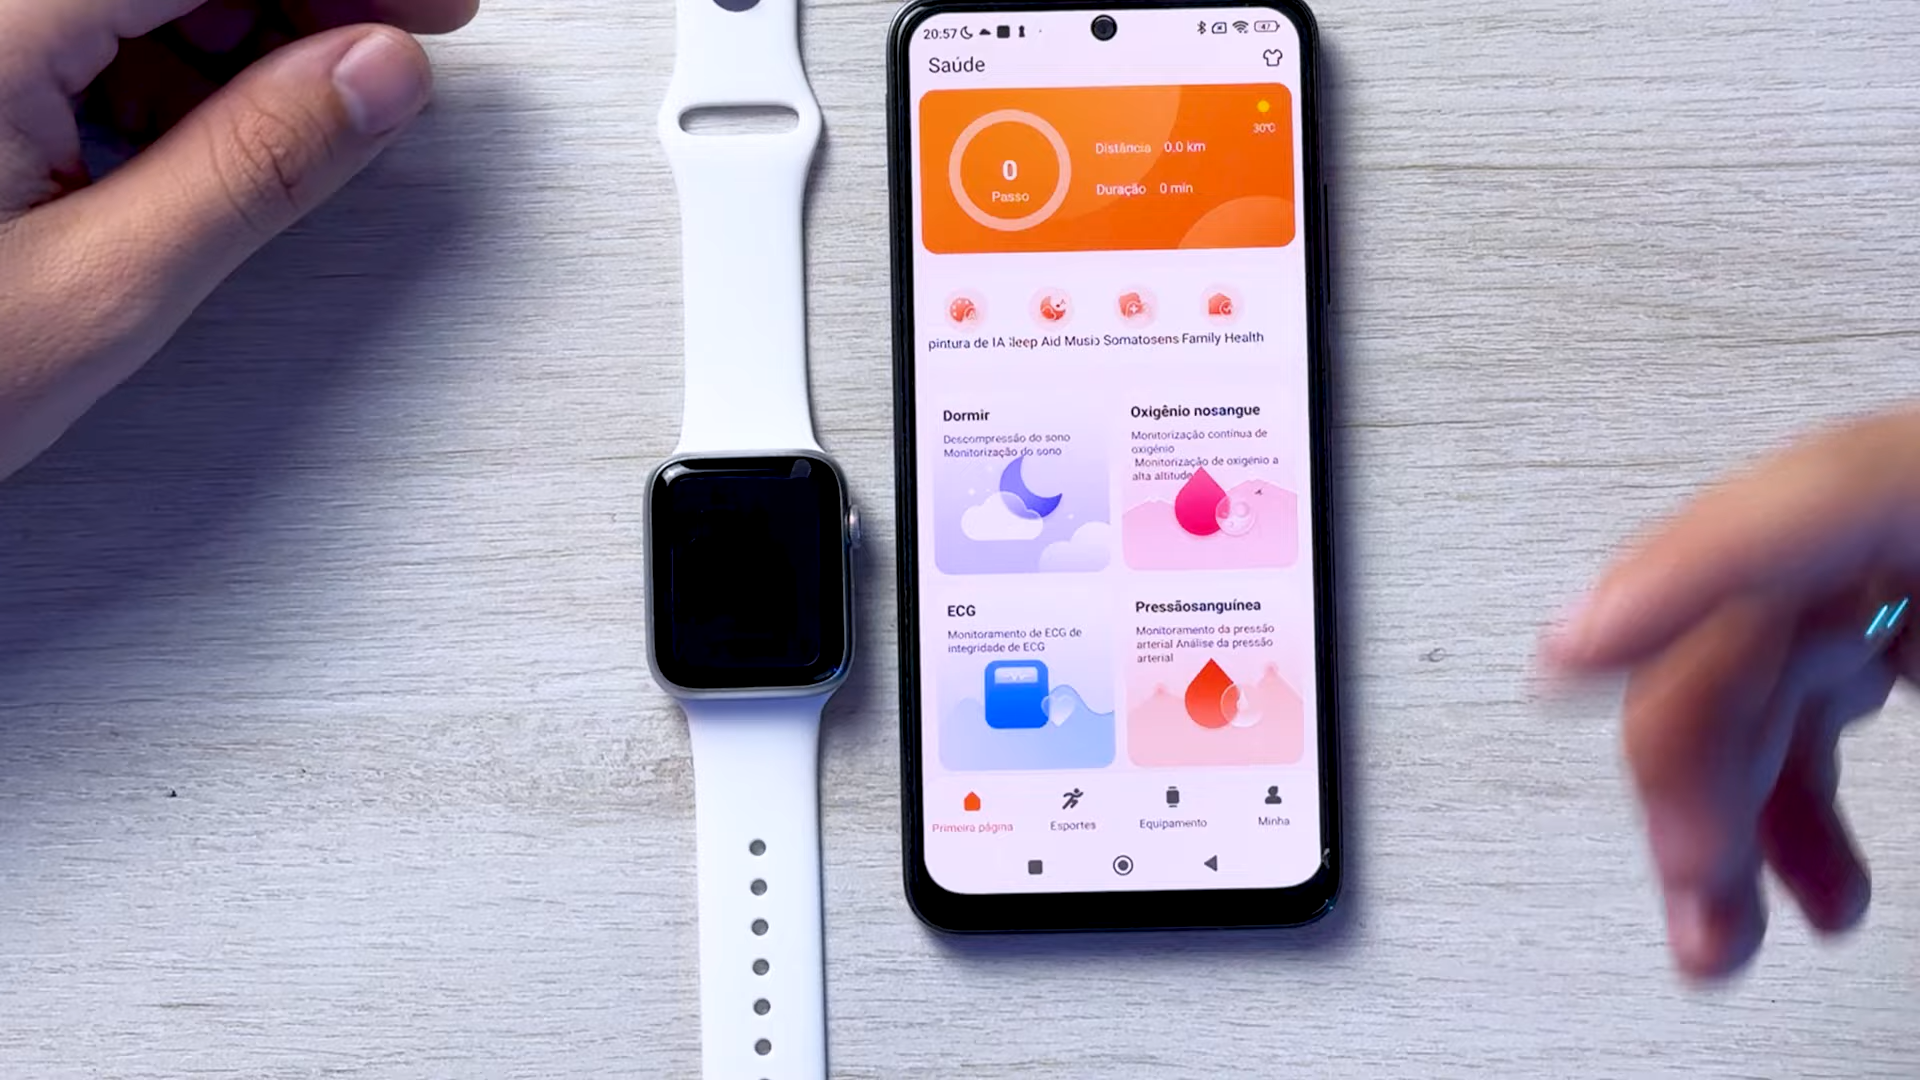 20:57
47
Saúde
30°C
Distância 0.0 km
0
Passo
Duração 0 min
pintura de IA
leep Aid Music
Somatosens
Family Health
Dormir
Descompressão do sono
Monitorização do sono
Oxigênio nosangue
Monitorização contínua de
oxigénio
Monitorização de oxigénio a
alta altitude
ECG
Monitoramento de ECG de
integridade de ECG
Pressãosanguínea
Monitoramento da pressão
arterial Análise da pressão
arterial
Primeira página
Esportes
Equipamento
Minha